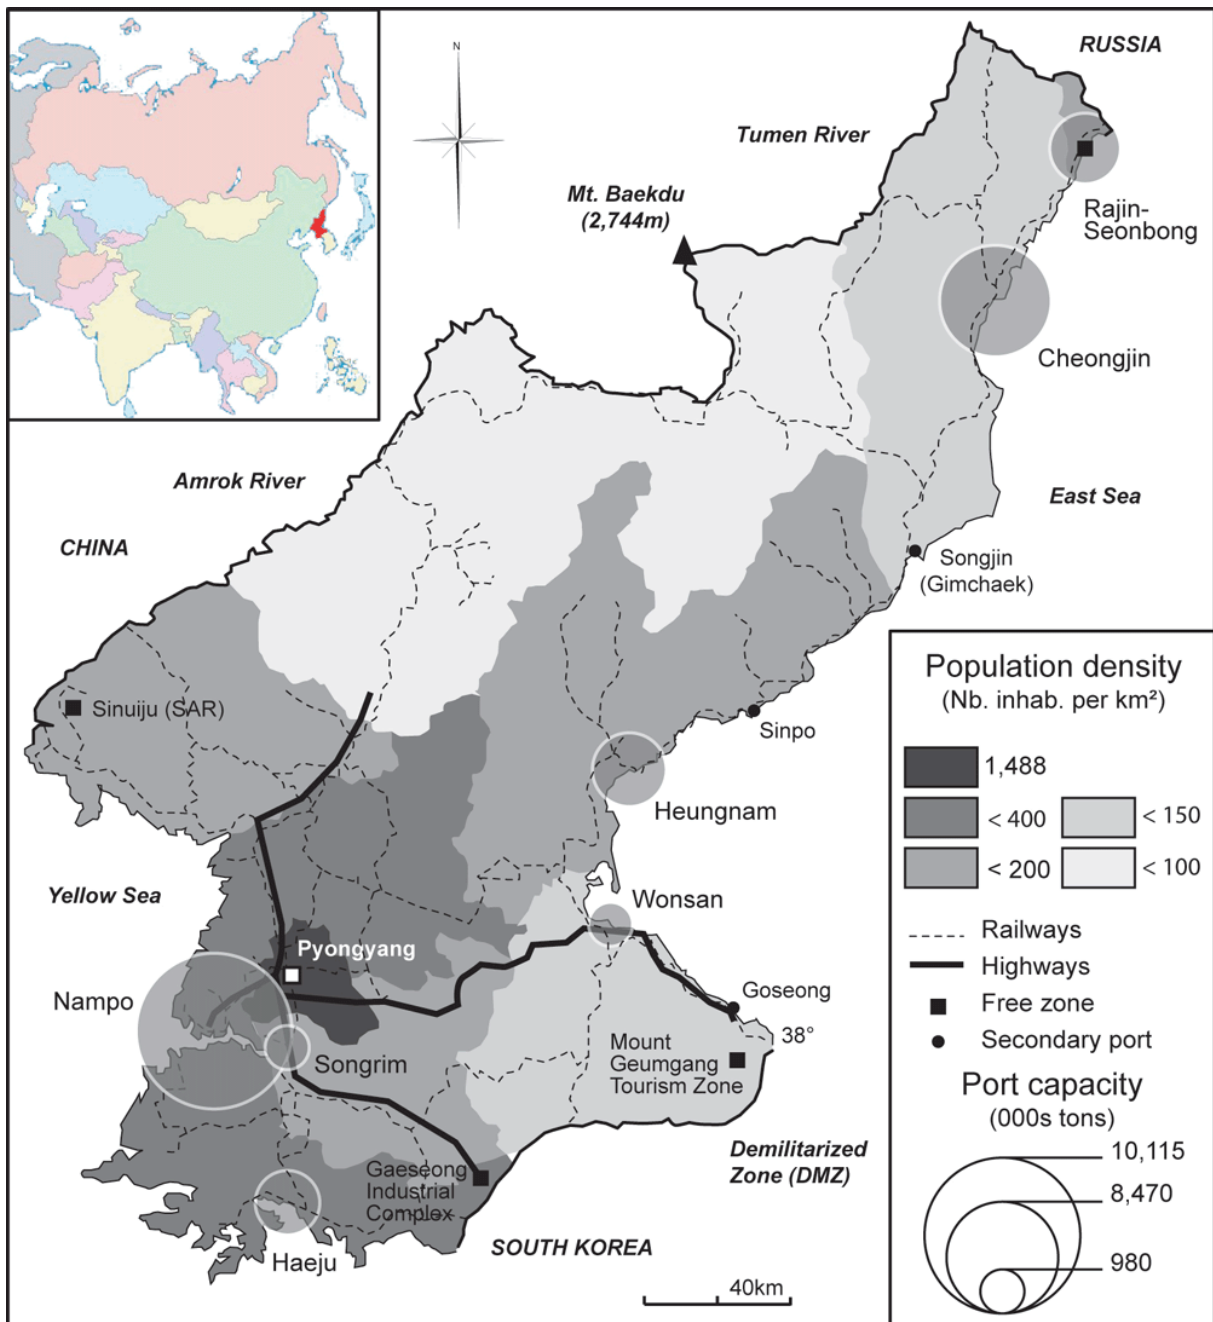 N
RUSSIA
Tumen River
Mt. Baekdu
(2,744m)
Rajin-
Seonbong
Cheongjin
Amrok River
East Sea
CHINA
Songjin
(Gimchaek)
Sinuiju (SAR)
Sinpo
Heungnam
Yellow Sea
Wonsan
Pyongyang
Nampo
Goseong
38°
Mount
Geumgang
Tourism Zone
Songrim
Demilitarized
Zone (DMZ)
Gaeseong
Industrial
Complex
SOUTH KOREA
Haeju
40km
Population density
(Nb. inhab. per km²)
1,488
< 400
< 150
< 200
< 100
Railways
Highways
Free zone
Secondary port
Port capacity
(000s tons)
10,115
8,470
980